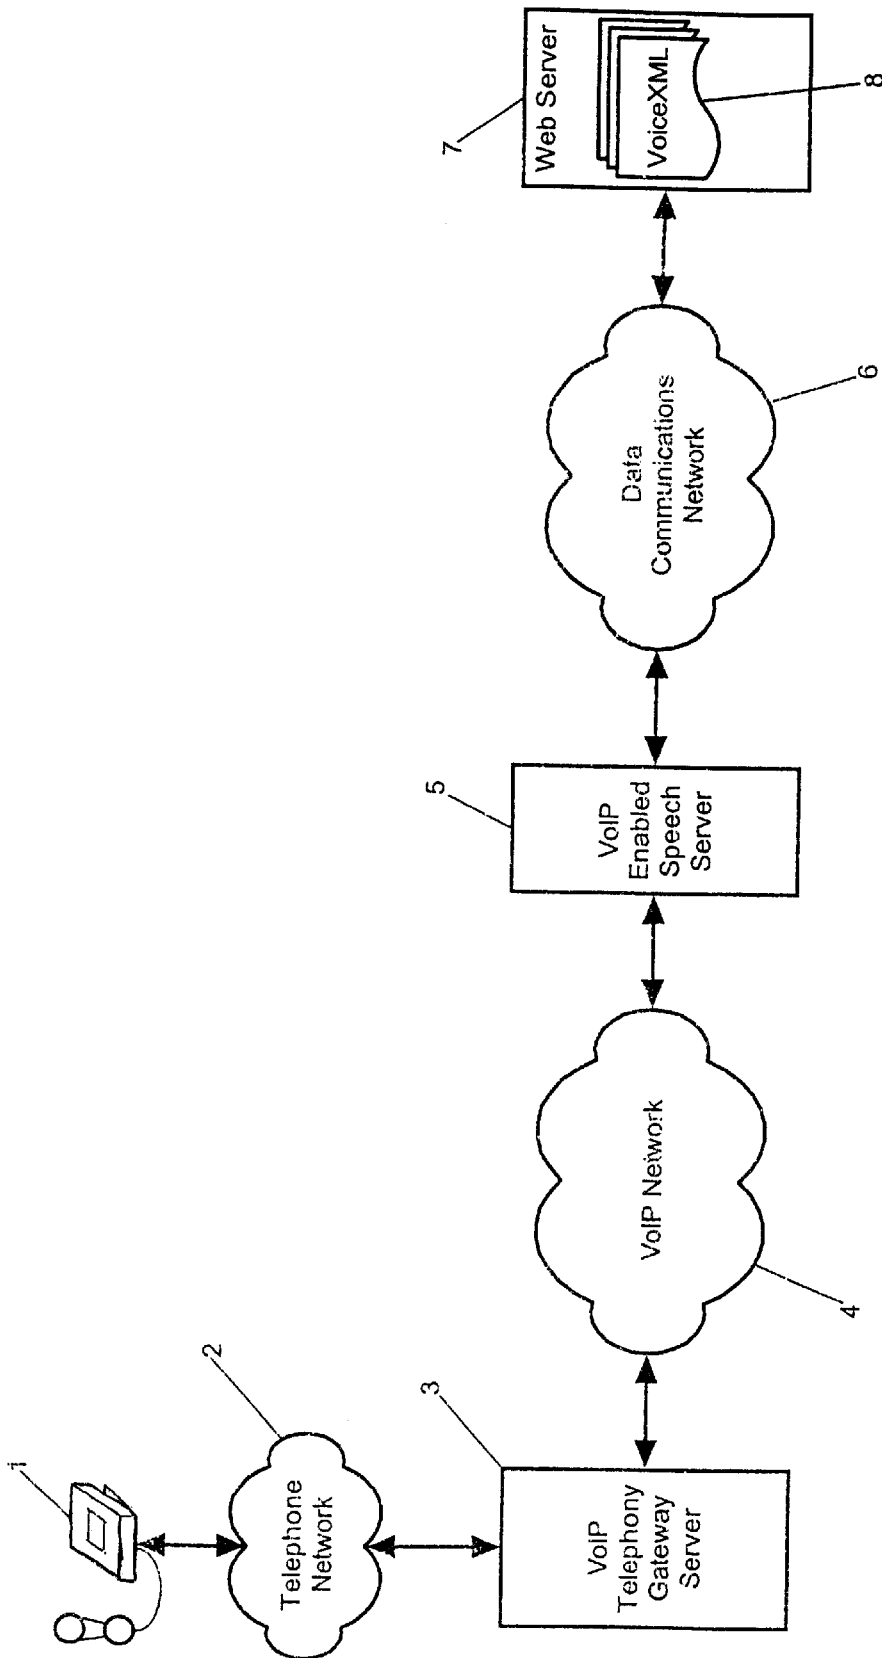 1
2
Telephone
Network
3
VoIP
Telephony
Gateway
Server
4
VoIP Network
5
VoIP
Enabled
Speech
Server
6
Data
Communications
Network
7
Web Server
VoiceXML
8